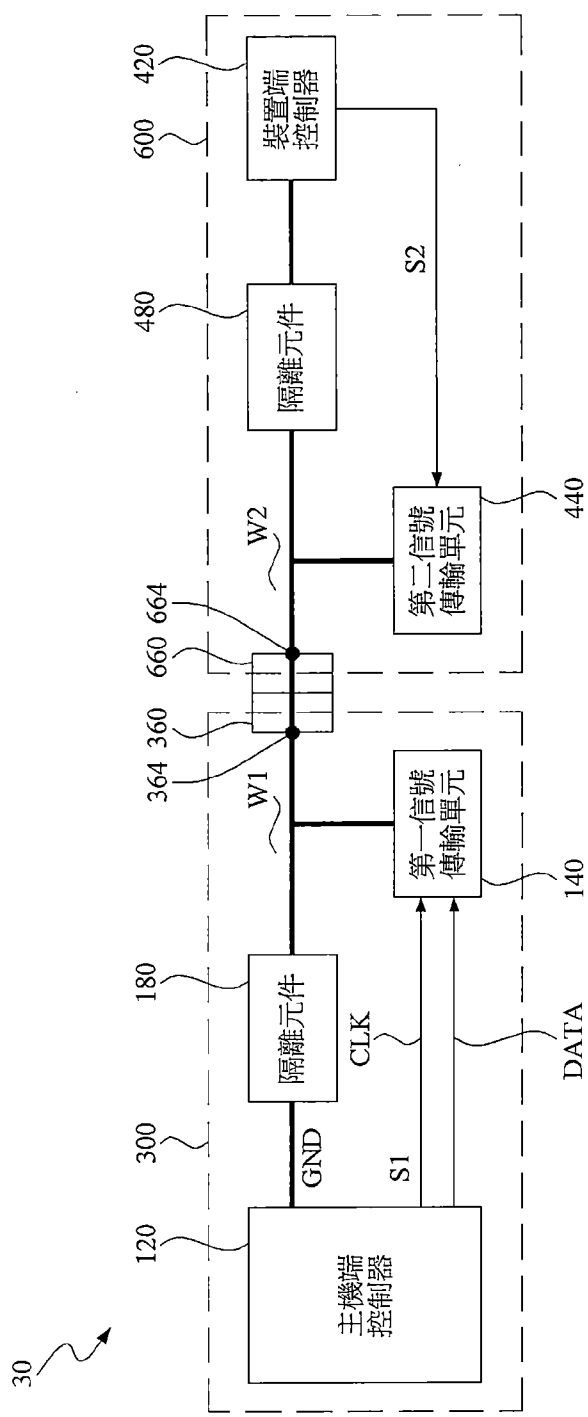 30
300
120
主機端
控制器
GND
180
隔離元件
S1
CLK
DATA
第一信號
傳輸單元
140
W1
364
360
660
664
W2
480
隔離元件
第二信號
傳輸單元
440
S2
600
420
裝置端
控制器